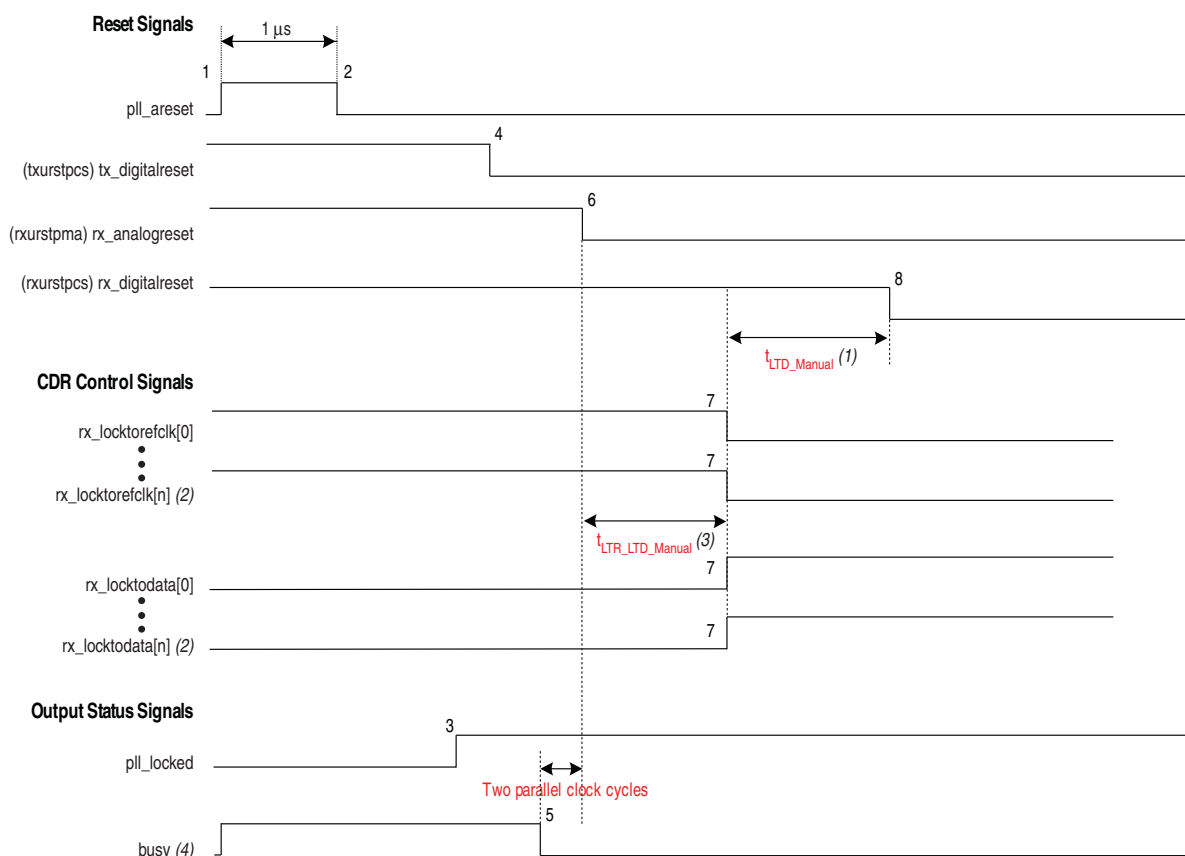 Reset Signals
1 μs
1
2
pll_areset
4
(txurstpcs) tx_digitalreset
6
(rxurstpma) rx_analogreset
(rxurstpcs) rx_digitalreset
8
tLTD_Manual (1)
CDR Control Signals
7
rx_locktorefclk[0]
7
rx_locktorefclk[n] (2)
tLTR_LTD_Manual (3)
7
rx_locktodata[0]
7
rx_locktodata[n] (2)
Output Status Signals
3
pll_locked
Two parallel clock cycles
5
busy (4)